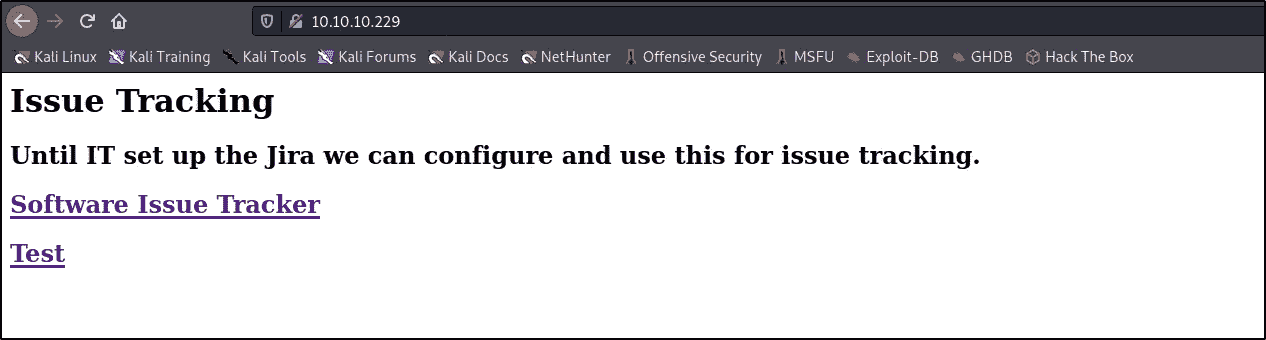 10.10.10.229
Kali Linux Kali Training Kali Tools Kali Forums Kali Docs NetHunter Offensive Security MSFU Exploit-DB GHDB Hack The Box
Issue Tracking
Until IT set up the Jira we can configure and use this for issue tracking.
Software Issue Tracker
Test